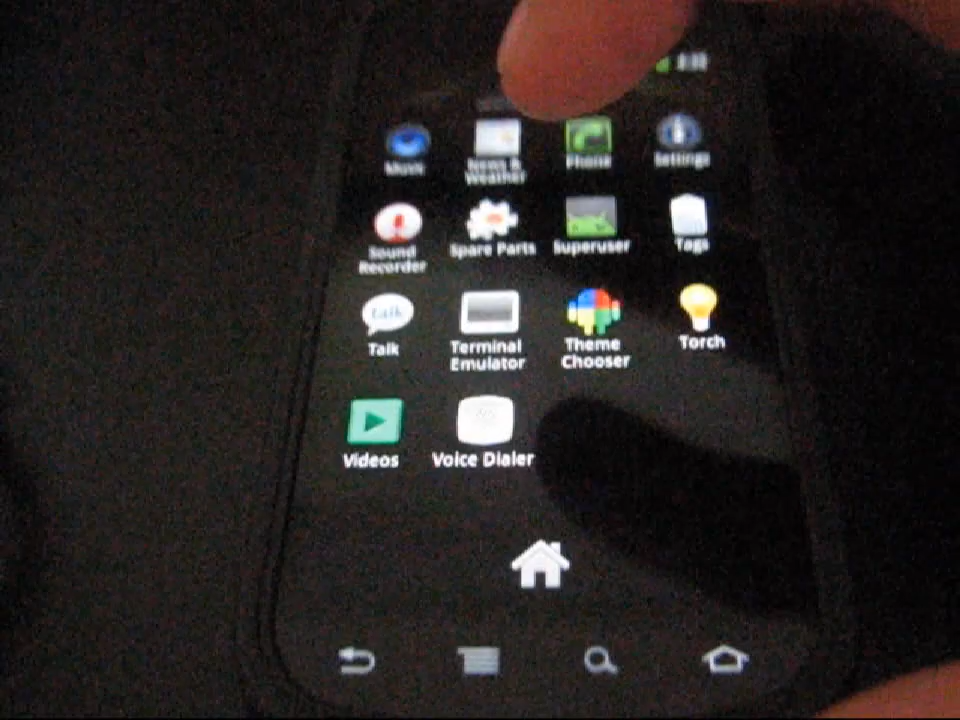 Music
News &
Weather
Phone
Settings
Sound
Recorder
Spare Parts
Superuser
Tags
talk
Talk
Terminal
Emulator
Theme
Chooser
Torch
Videos
Voice Dialer